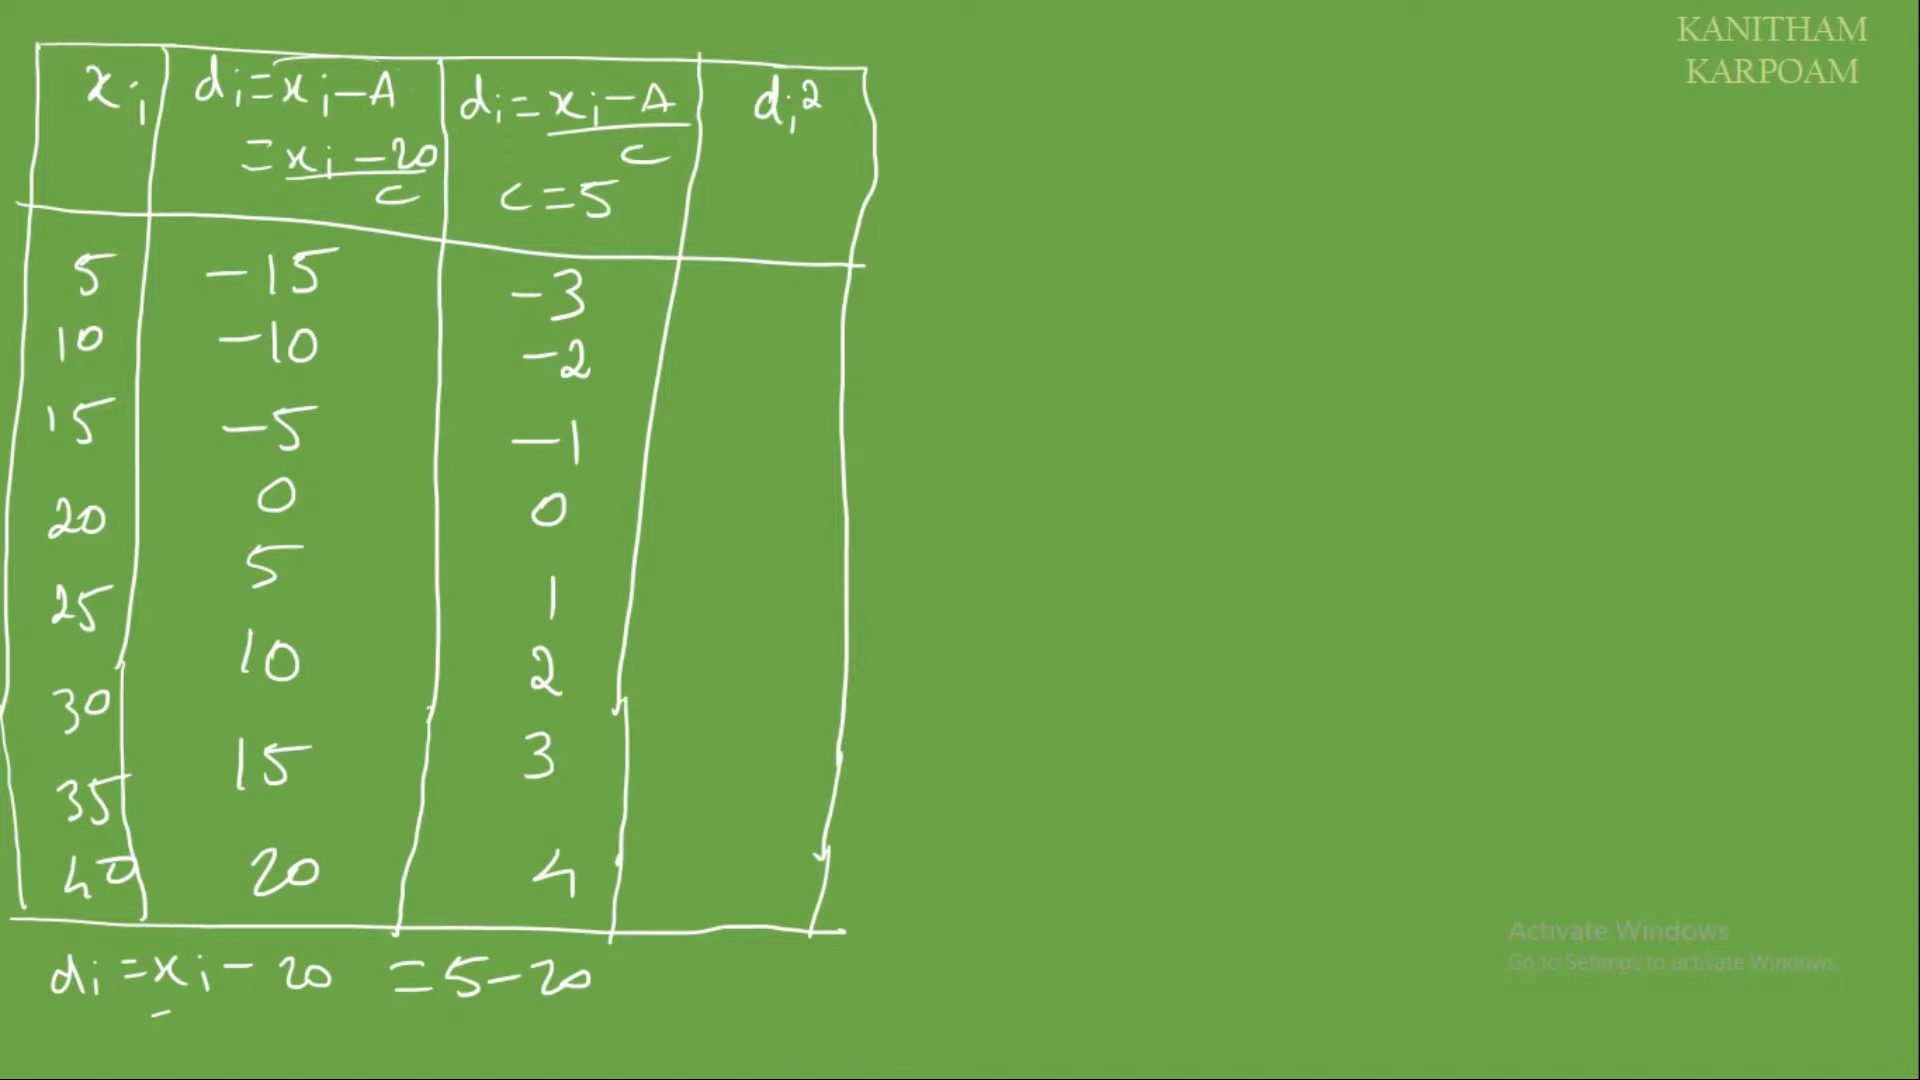 KANITHAM
KARPOAM
xi di = xi - A di = xi - A / c di²
= xi - 20 / c c = 5
5 -15 -3
10 -10 -2
15 -5 -1
20 0 0
25 5 1
30 10 2
35 15 3
40 20 4
di = xi - 20 = 5 - 20
Activate Windows
Go to Settings to activate Windows.